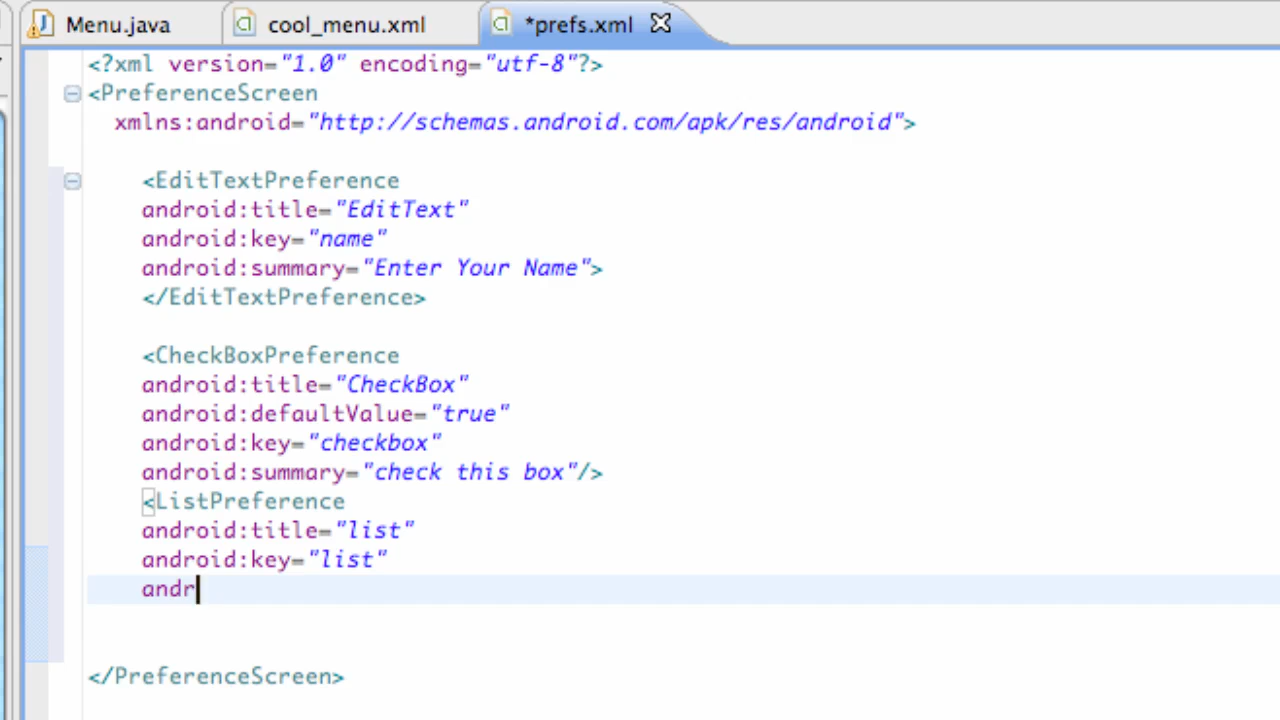 Menu.java
cool_menu.xml
*prefs.xml
<?xml version="1.0" encoding="utf-8"?>
<PreferenceScreen
xmlns:android="http://schemas.android.com/apk/res/android">
<EditTextPreference
android:title="EditText"
android:key="name"
android:summary="Enter Your Name">
</EditTextPreference>
<CheckBoxPreference
android:title="CheckBox"
android:defaultValue="true"
android:key="checkbox"
android:summary="check this box"/>
<ListPreference
android:title="list"
android:key="list"
andr
</PreferenceScreen>